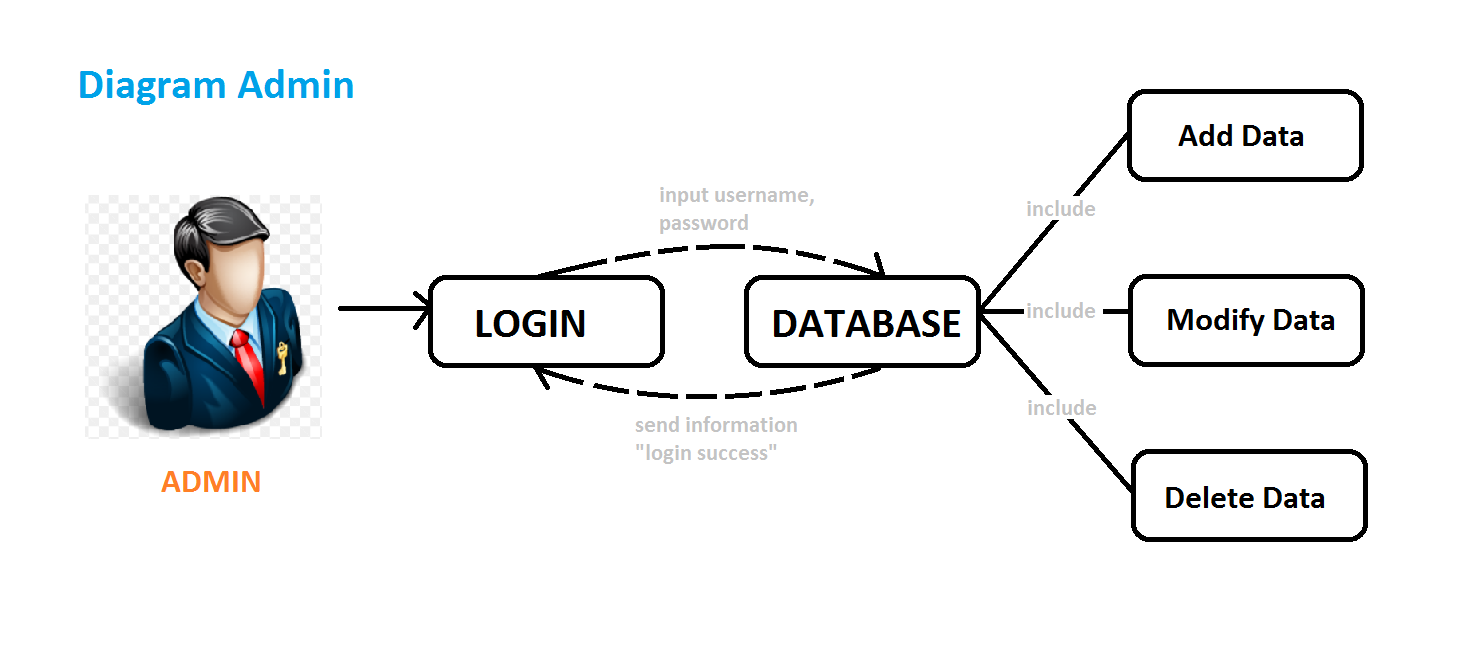 Diagram Admin
ADMIN
LOGIN
input username,
password
DATABASE
send information
"login success"
include
include
include
Add Data
Modify Data
Delete Data